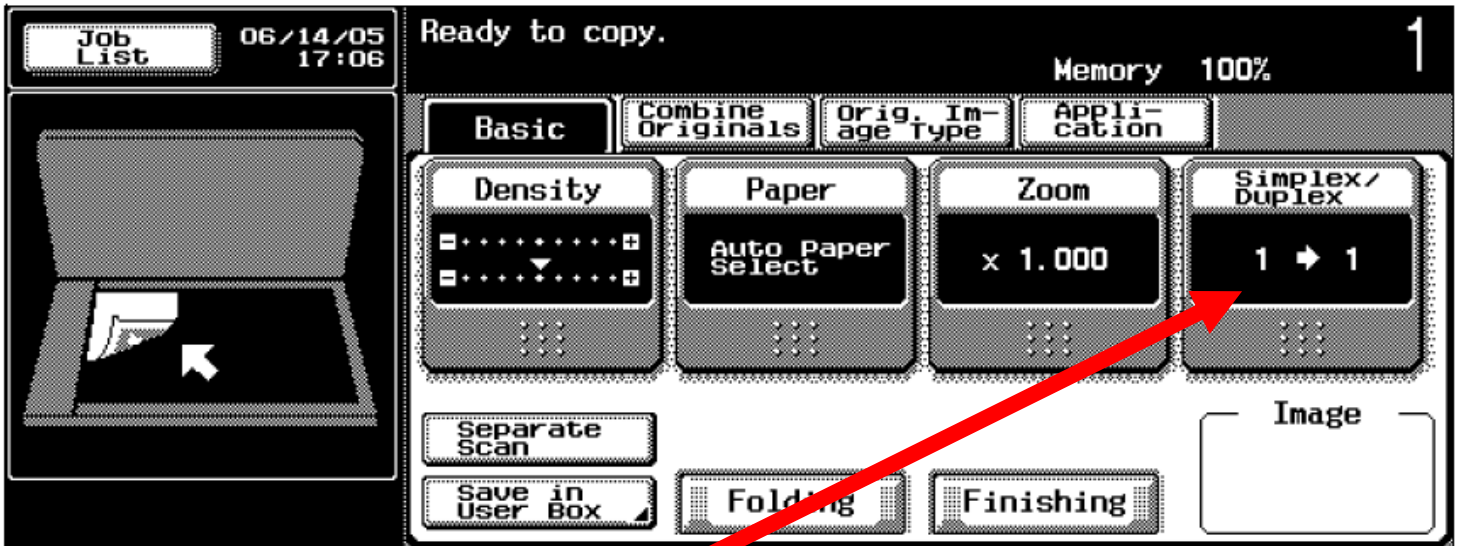 Job
List
06/14/05
17:06
Ready to copy.
1
Memory 100%
Basic
Combine
Originals
Orig. Im-
age Type
Appli-
cation
Density
Paper
Zoom
Simplex/
Duplex
Auto Paper
Select
x 1.000
1 ➔ 1
Separate
Scan
Image
Save in
User Box
Folding
Finishing